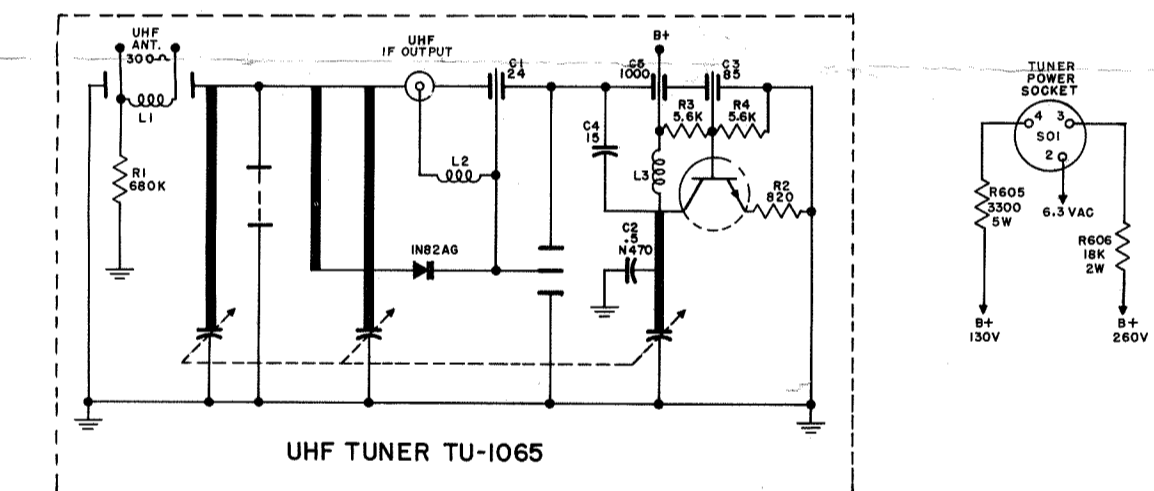 UHF
ANT.
300Ω
L1
R1
680K
UHF
IF OUTPUT
C1
24
L2
1N82AG
B+
C5
1000
C3
85
R3
5.6K
R4
5.6K
C4
15
L3
R2
820
C2
.5
N470
UHF TUNER TU-1065
TUNER
POWER
SOCKET
4 3
SO1
2
6.3 VAC
R605
3300
5W
R606
18K
2W
B+
130V
B+
260V